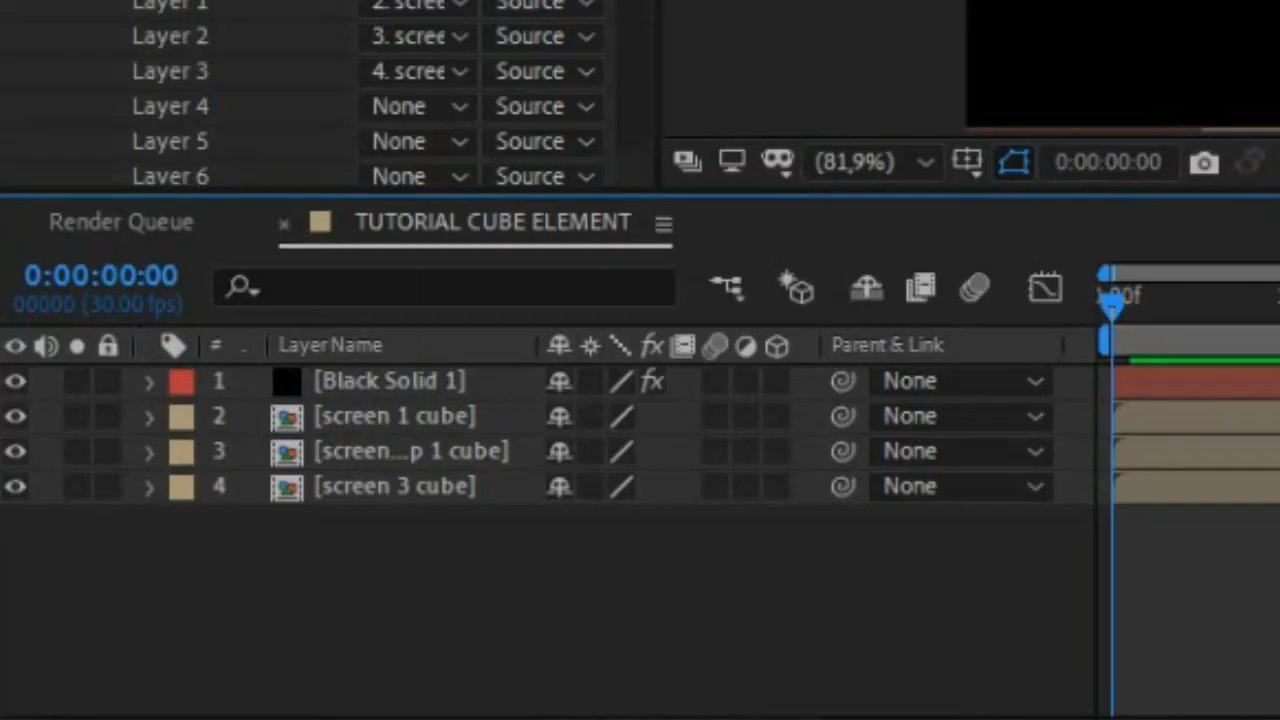 Layer 1 2. scree Source
Layer 2 3. scree Source
Layer 3 4. scree Source
Layer 4 None Source
Layer 5 None Source
Layer 6 None Source
(81,9%) 0:00:00:00
Render Queue × TUTORIAL CUBE ELEMENT
0:00:00:00
00000 (30.00 fps)
# Layer Name fx Parent & Link
1 [Black Solid 1] fx None
2 [screen 1 cube] None
3 [screen...p 1 cube] None
4 [screen 3 cube] None